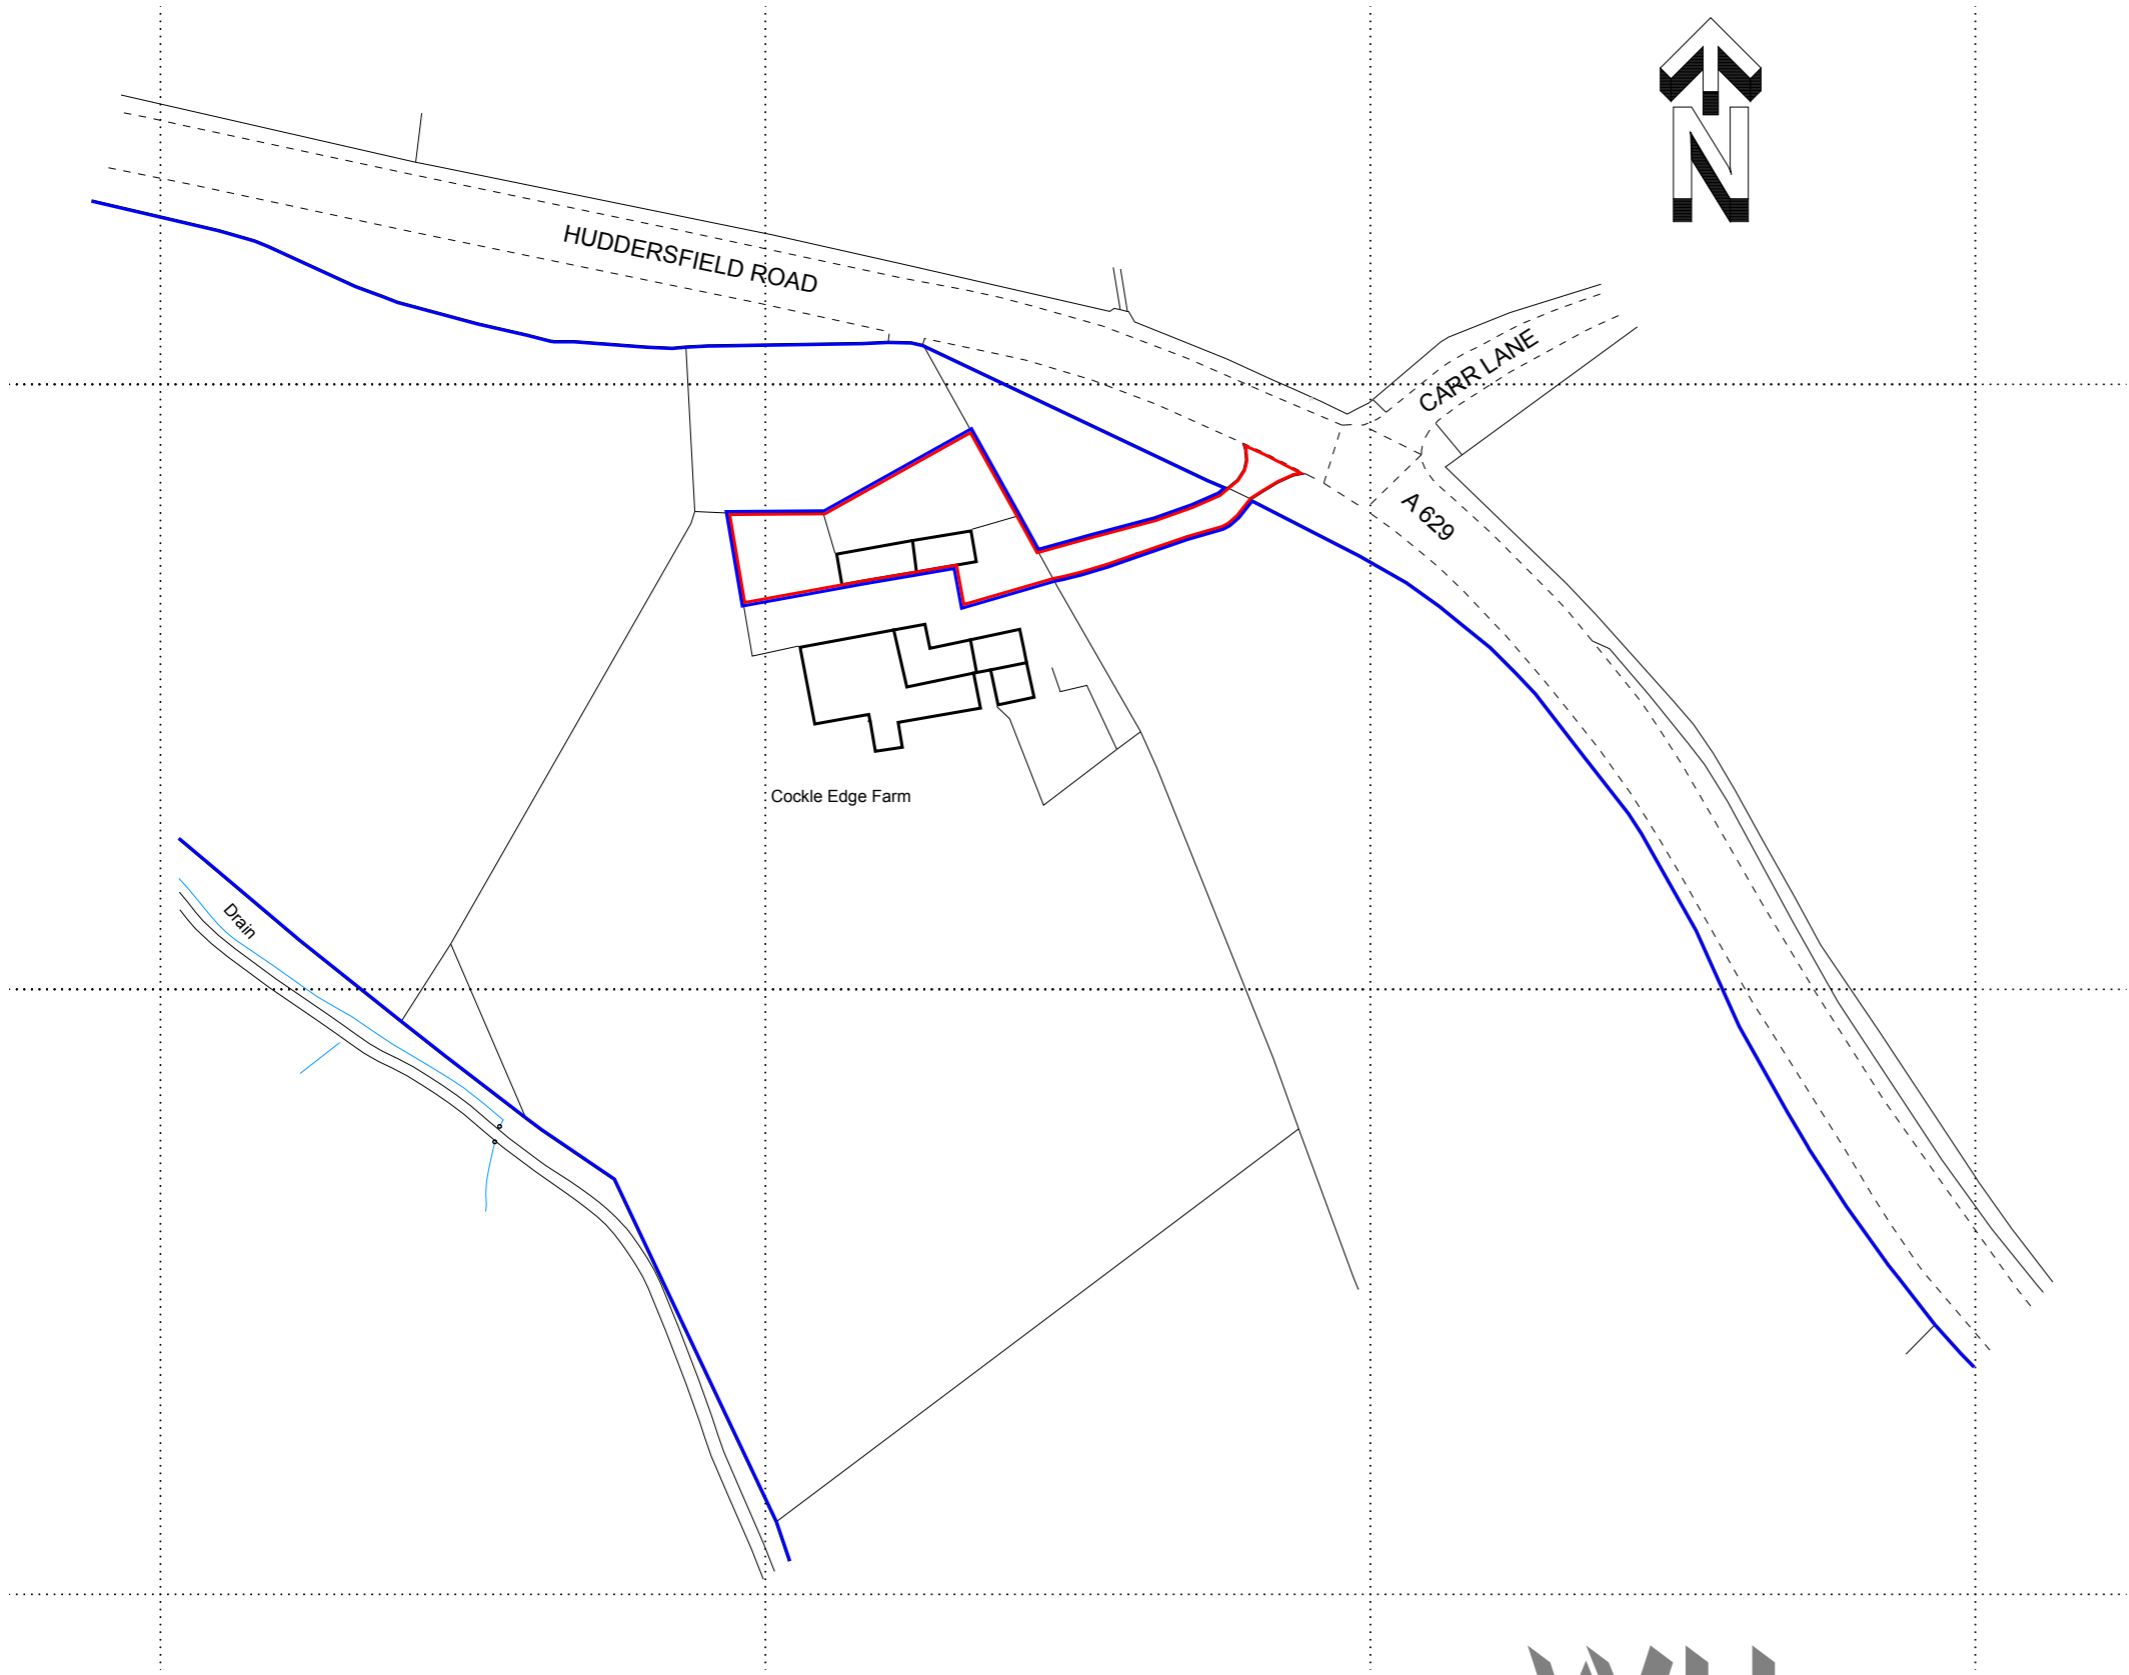 N
HUDDERSFIELD ROAD
CARR LANE
A 629
Cockle Edge Farm
Drain